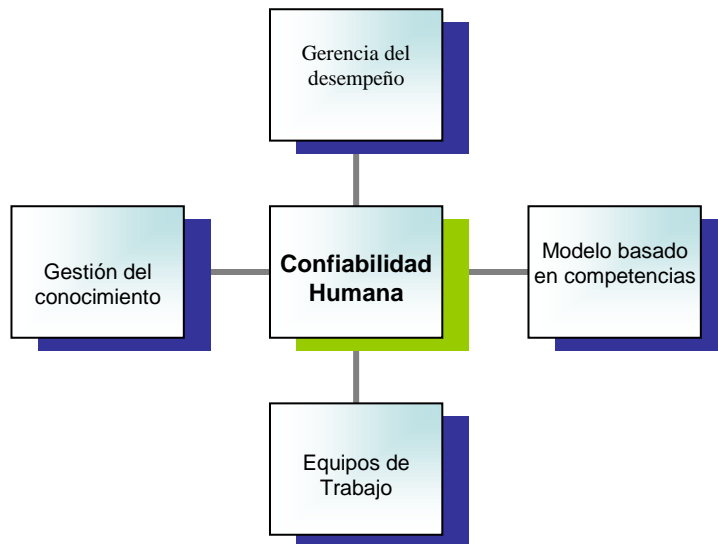 Gerencia del
desempeño
Gestión del
conocimiento
Confiabilidad
Humana
Modelo basado
en competencias
Equipos de
Trabajo